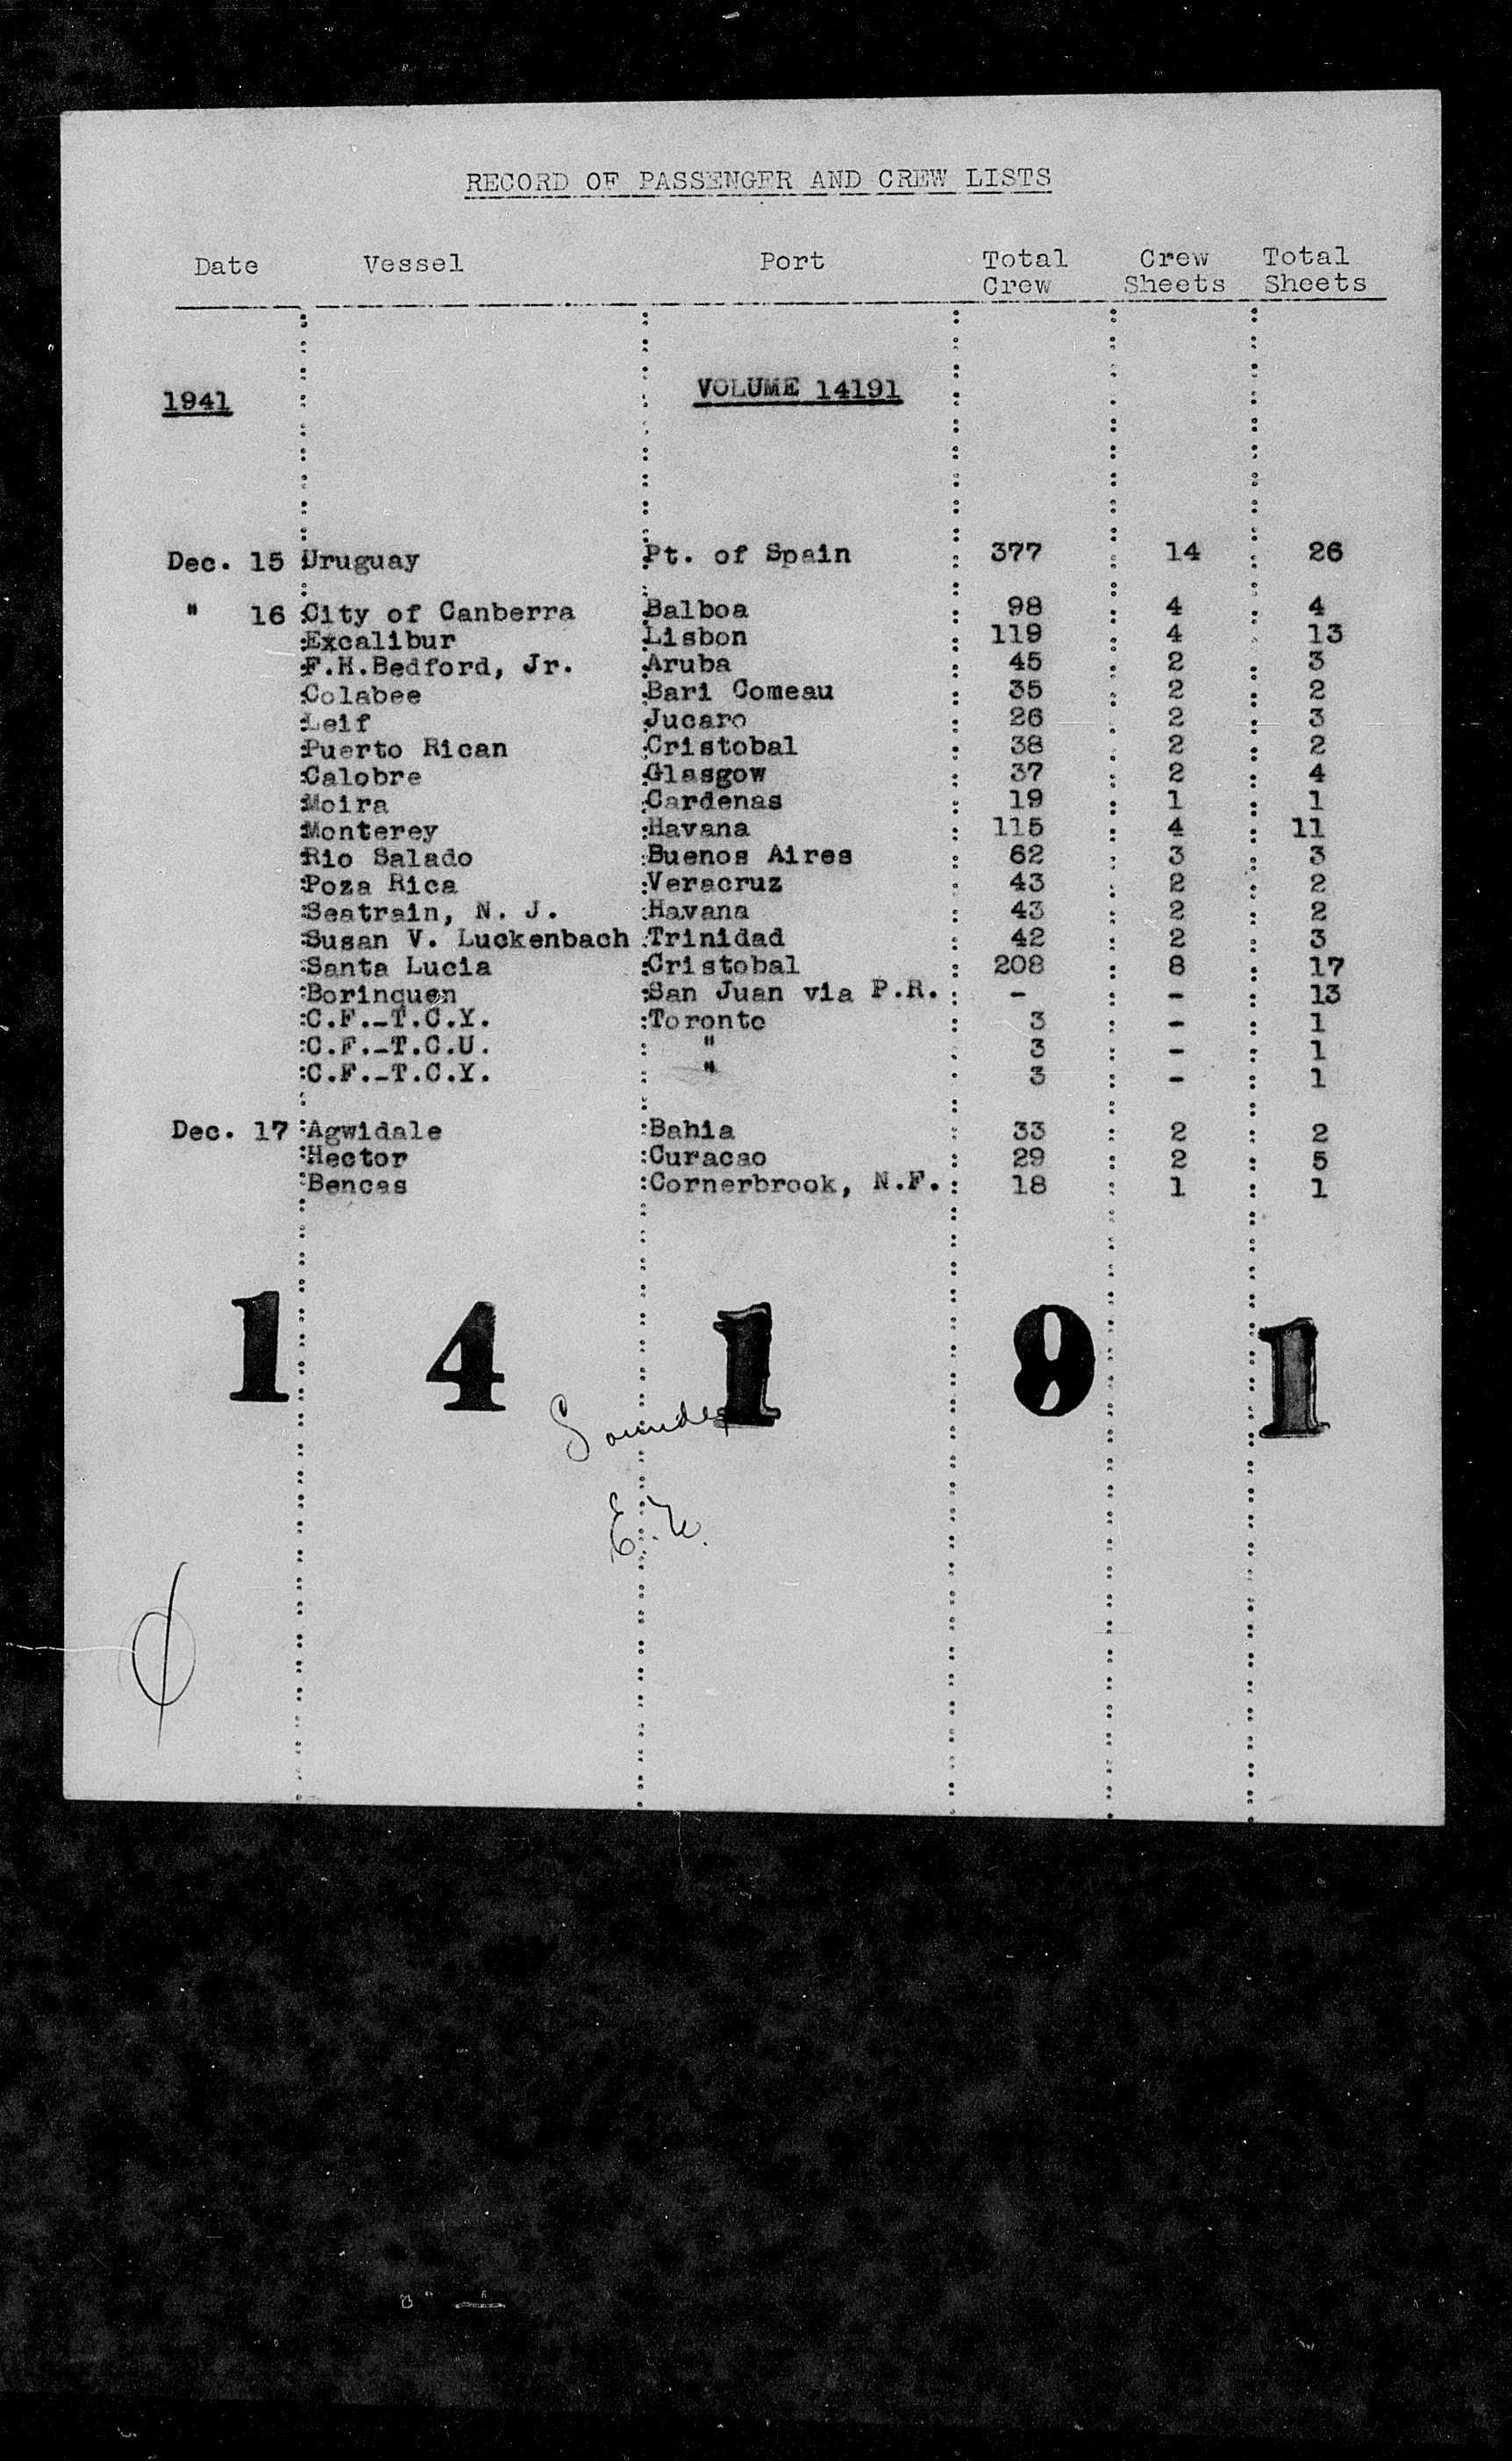 RECORD OF PASSENGER AND CREW LISTS
Date Vessel Port Total Crew Crew Sheets Total Sheets
1941 VOLUME 14191
Dec. 15 Uruguay Pt. of Spain 377 14 26
" 16 City of Canberra Balboa 98 4 4
Excalibur Lisbon 119 4 13
F.H.Bedford, Jr. Aruba 45 2 3
Colabee Bari Comeau 35 2 2
Leif Jucaro 26 2 3
Puerto Rican Cristobal 38 2 2
Calobre Glasgow 37 2 4
Moira Cardenas 19 1 1
Monterey Havana 115 4 11
Rio Salado Buenos Aires 62 3 3
Poza Rica Veracruz 43 2 2
Seatrain, N. J. Havana 43 2 2
Susan V. Luckenbach Trinidad 42 2 3
Santa Lucia Cristobal 208 8 17
Borinquen San Juan via P.R. - - 13
C.F.-T.C.Y. Toronto 3 - 1
C.F.-T.C.U. " 3 - 1
C.F.-T.C.Y. " 3 - 1
Dec. 17 Agwidale Bahia 33 2 2
Hector Curacao 29 2 5
Bencas Cornerbrook, N.F. 18 1 1
1 4 1 9 1